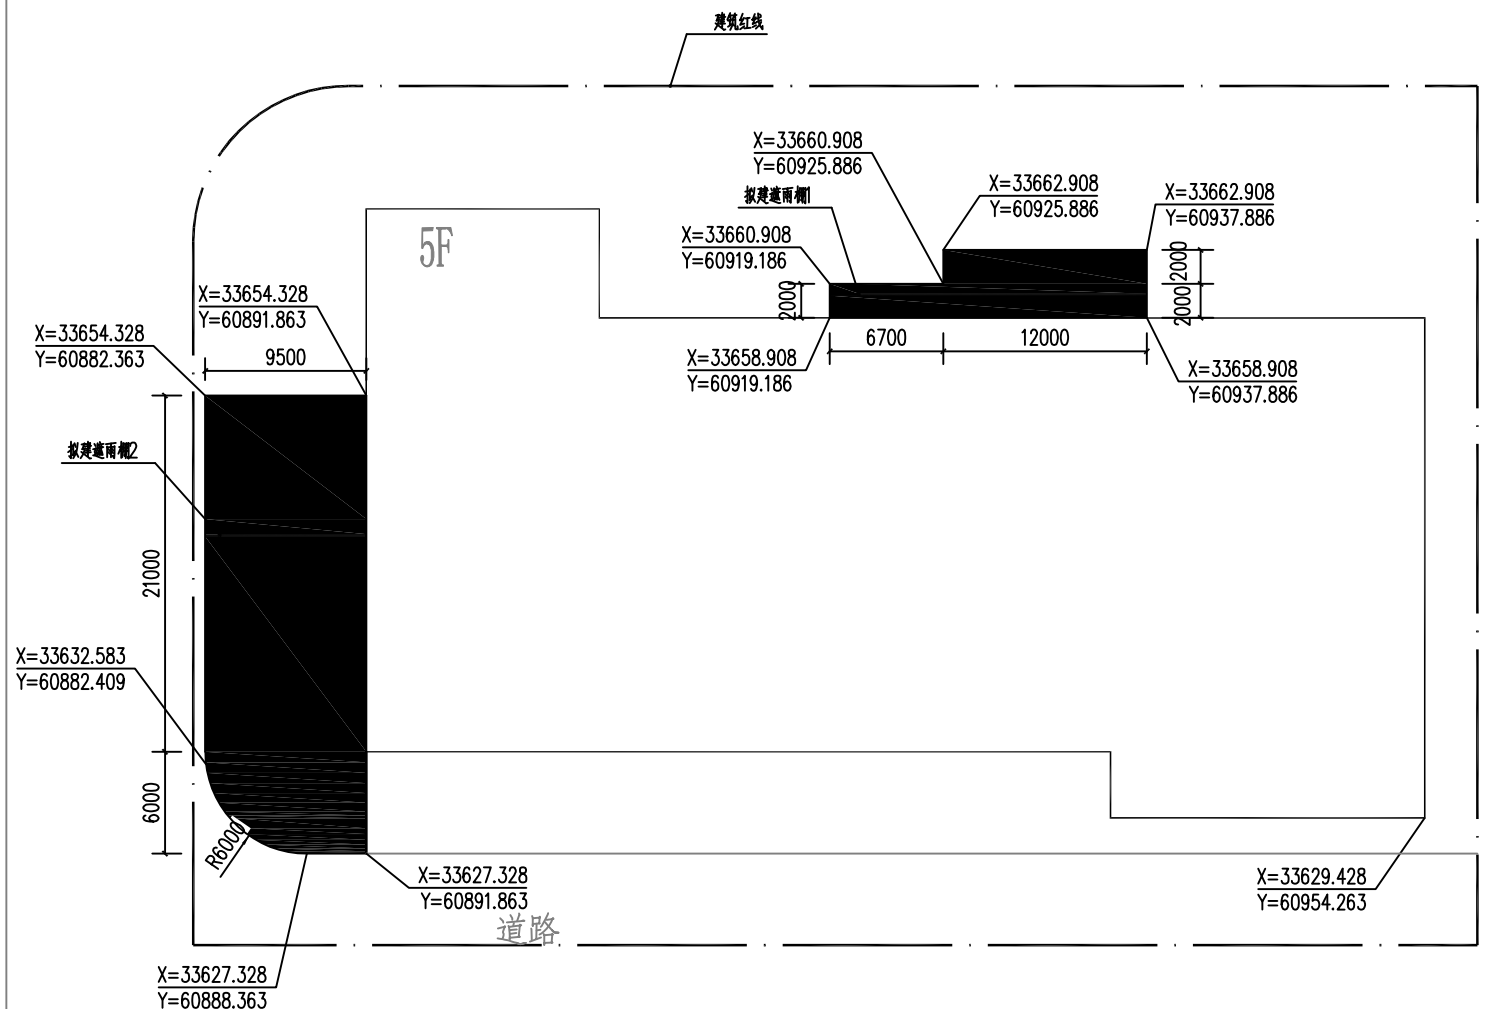 建筑红线
X=33660.908
Y=60925.886
X=33662.908
Y=60925.886
X=33662.908
Y=60937.886
拟建遮雨棚1
X=33660.908
Y=60919.186
5F
2000
2000
2000
X=33654.328
Y=60891.863
X=33654.328
Y=60882.363
9500
6700
12000
X=33658.908
Y=60919.186
X=33658.908
Y=60937.886
拟建遮雨棚2
21000
X=33632.583
Y=60882.409
6000
R6000
X=33627.328
Y=60891.863
X=33629.428
Y=60954.263
道路
X=33627.328
Y=60888.363